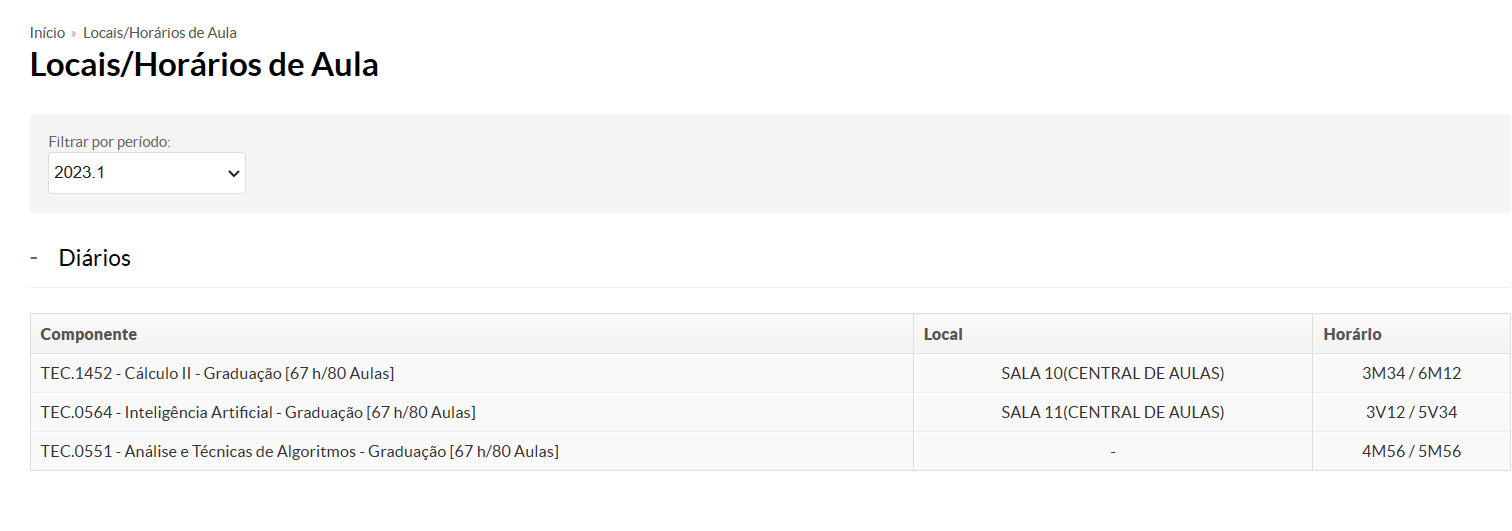 Início » Locais/Horários de Aula
Locais/Horários de Aula
Filtrar por período:
2023.1
- Diários
Componente Local Horário
TEC.1452 - Cálculo II - Graduação [67 h/80 Aulas] SALA 10(CENTRAL DE AULAS) 3M34 / 6M12
TEC.0564 - Inteligência Artificial - Graduação [67 h/80 Aulas] SALA 11(CENTRAL DE AULAS) 3V12 / 5V34
TEC.0551 - Análise e Técnicas de Algoritmos - Graduação [67 h/80 Aulas] - 4M56 / 5M56